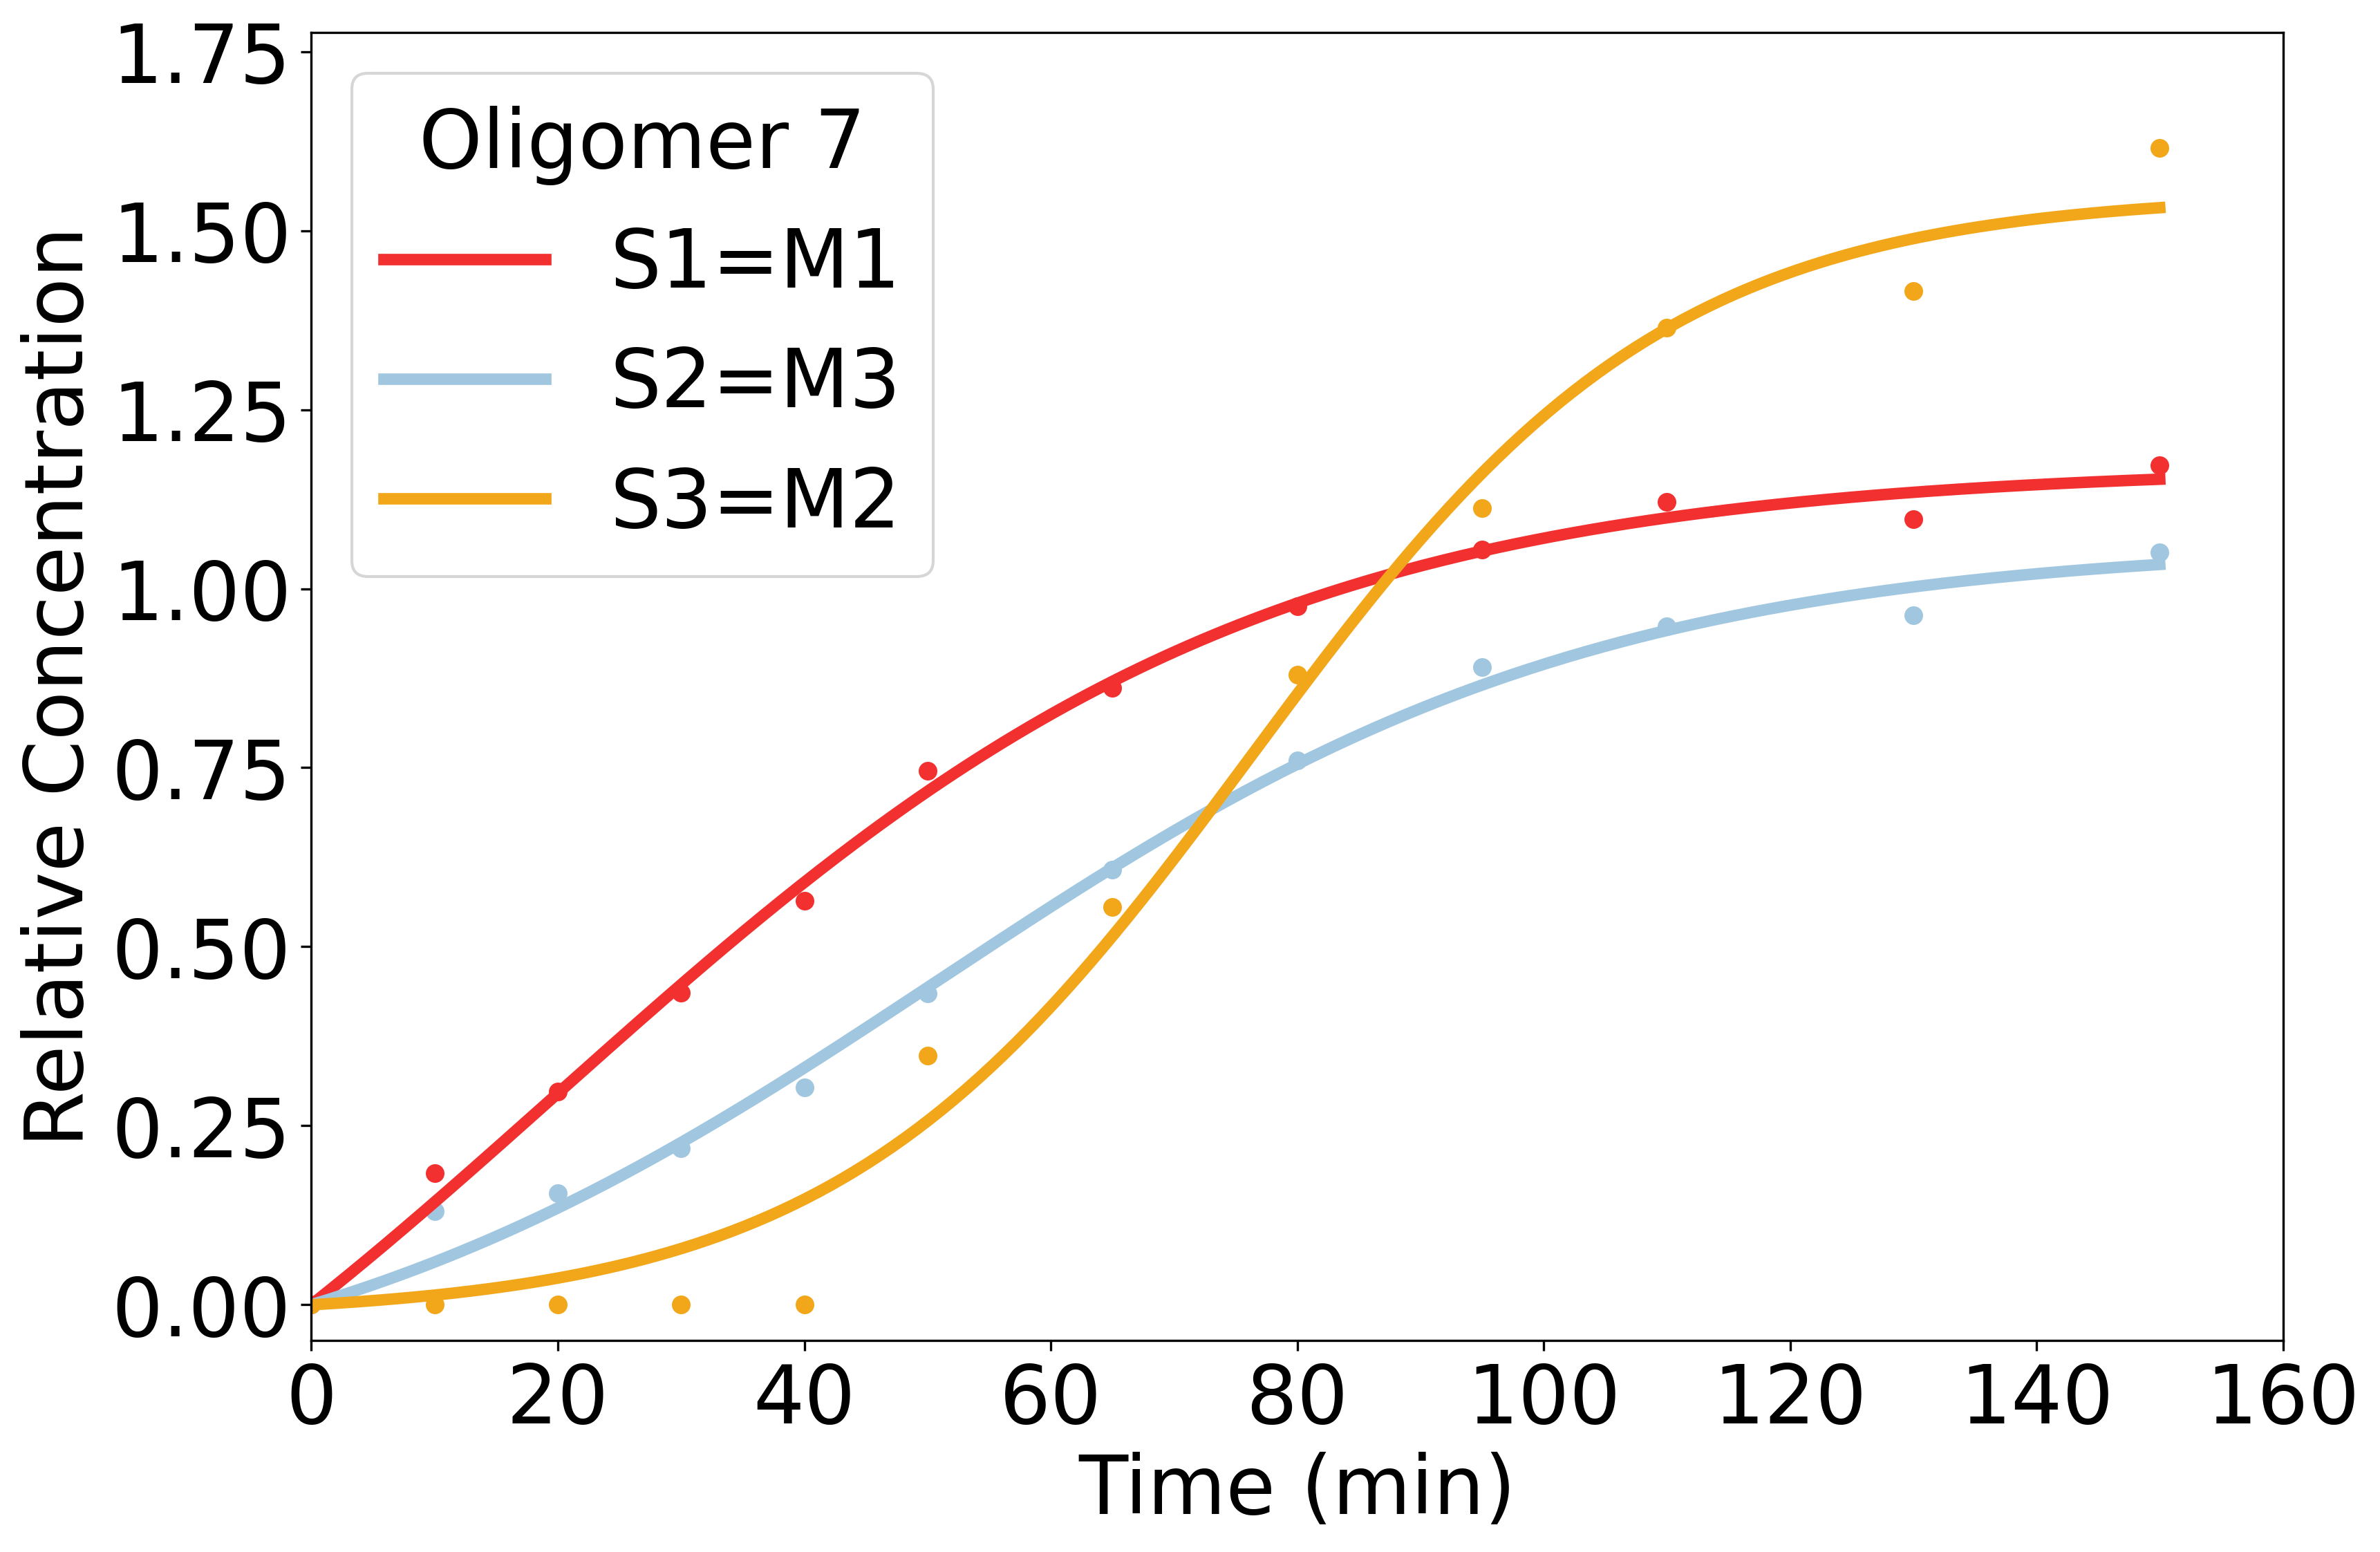 Relative Concentration
1.75
1.50
1.25
1.00
0.75
0.50
0.25
0.00
Oligomer 7
S1=M1
S2=M3
S3=M2
0 20 40 60 80 100 120 140 160
Time (min)